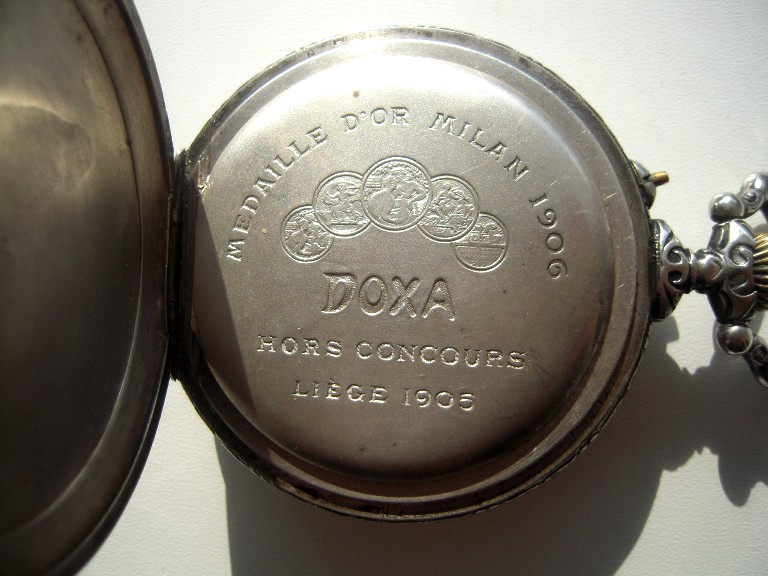 MEDAILLE D'OR MILAN 1906
DOXA
HORS CONCOURS
LIÈGE 1905